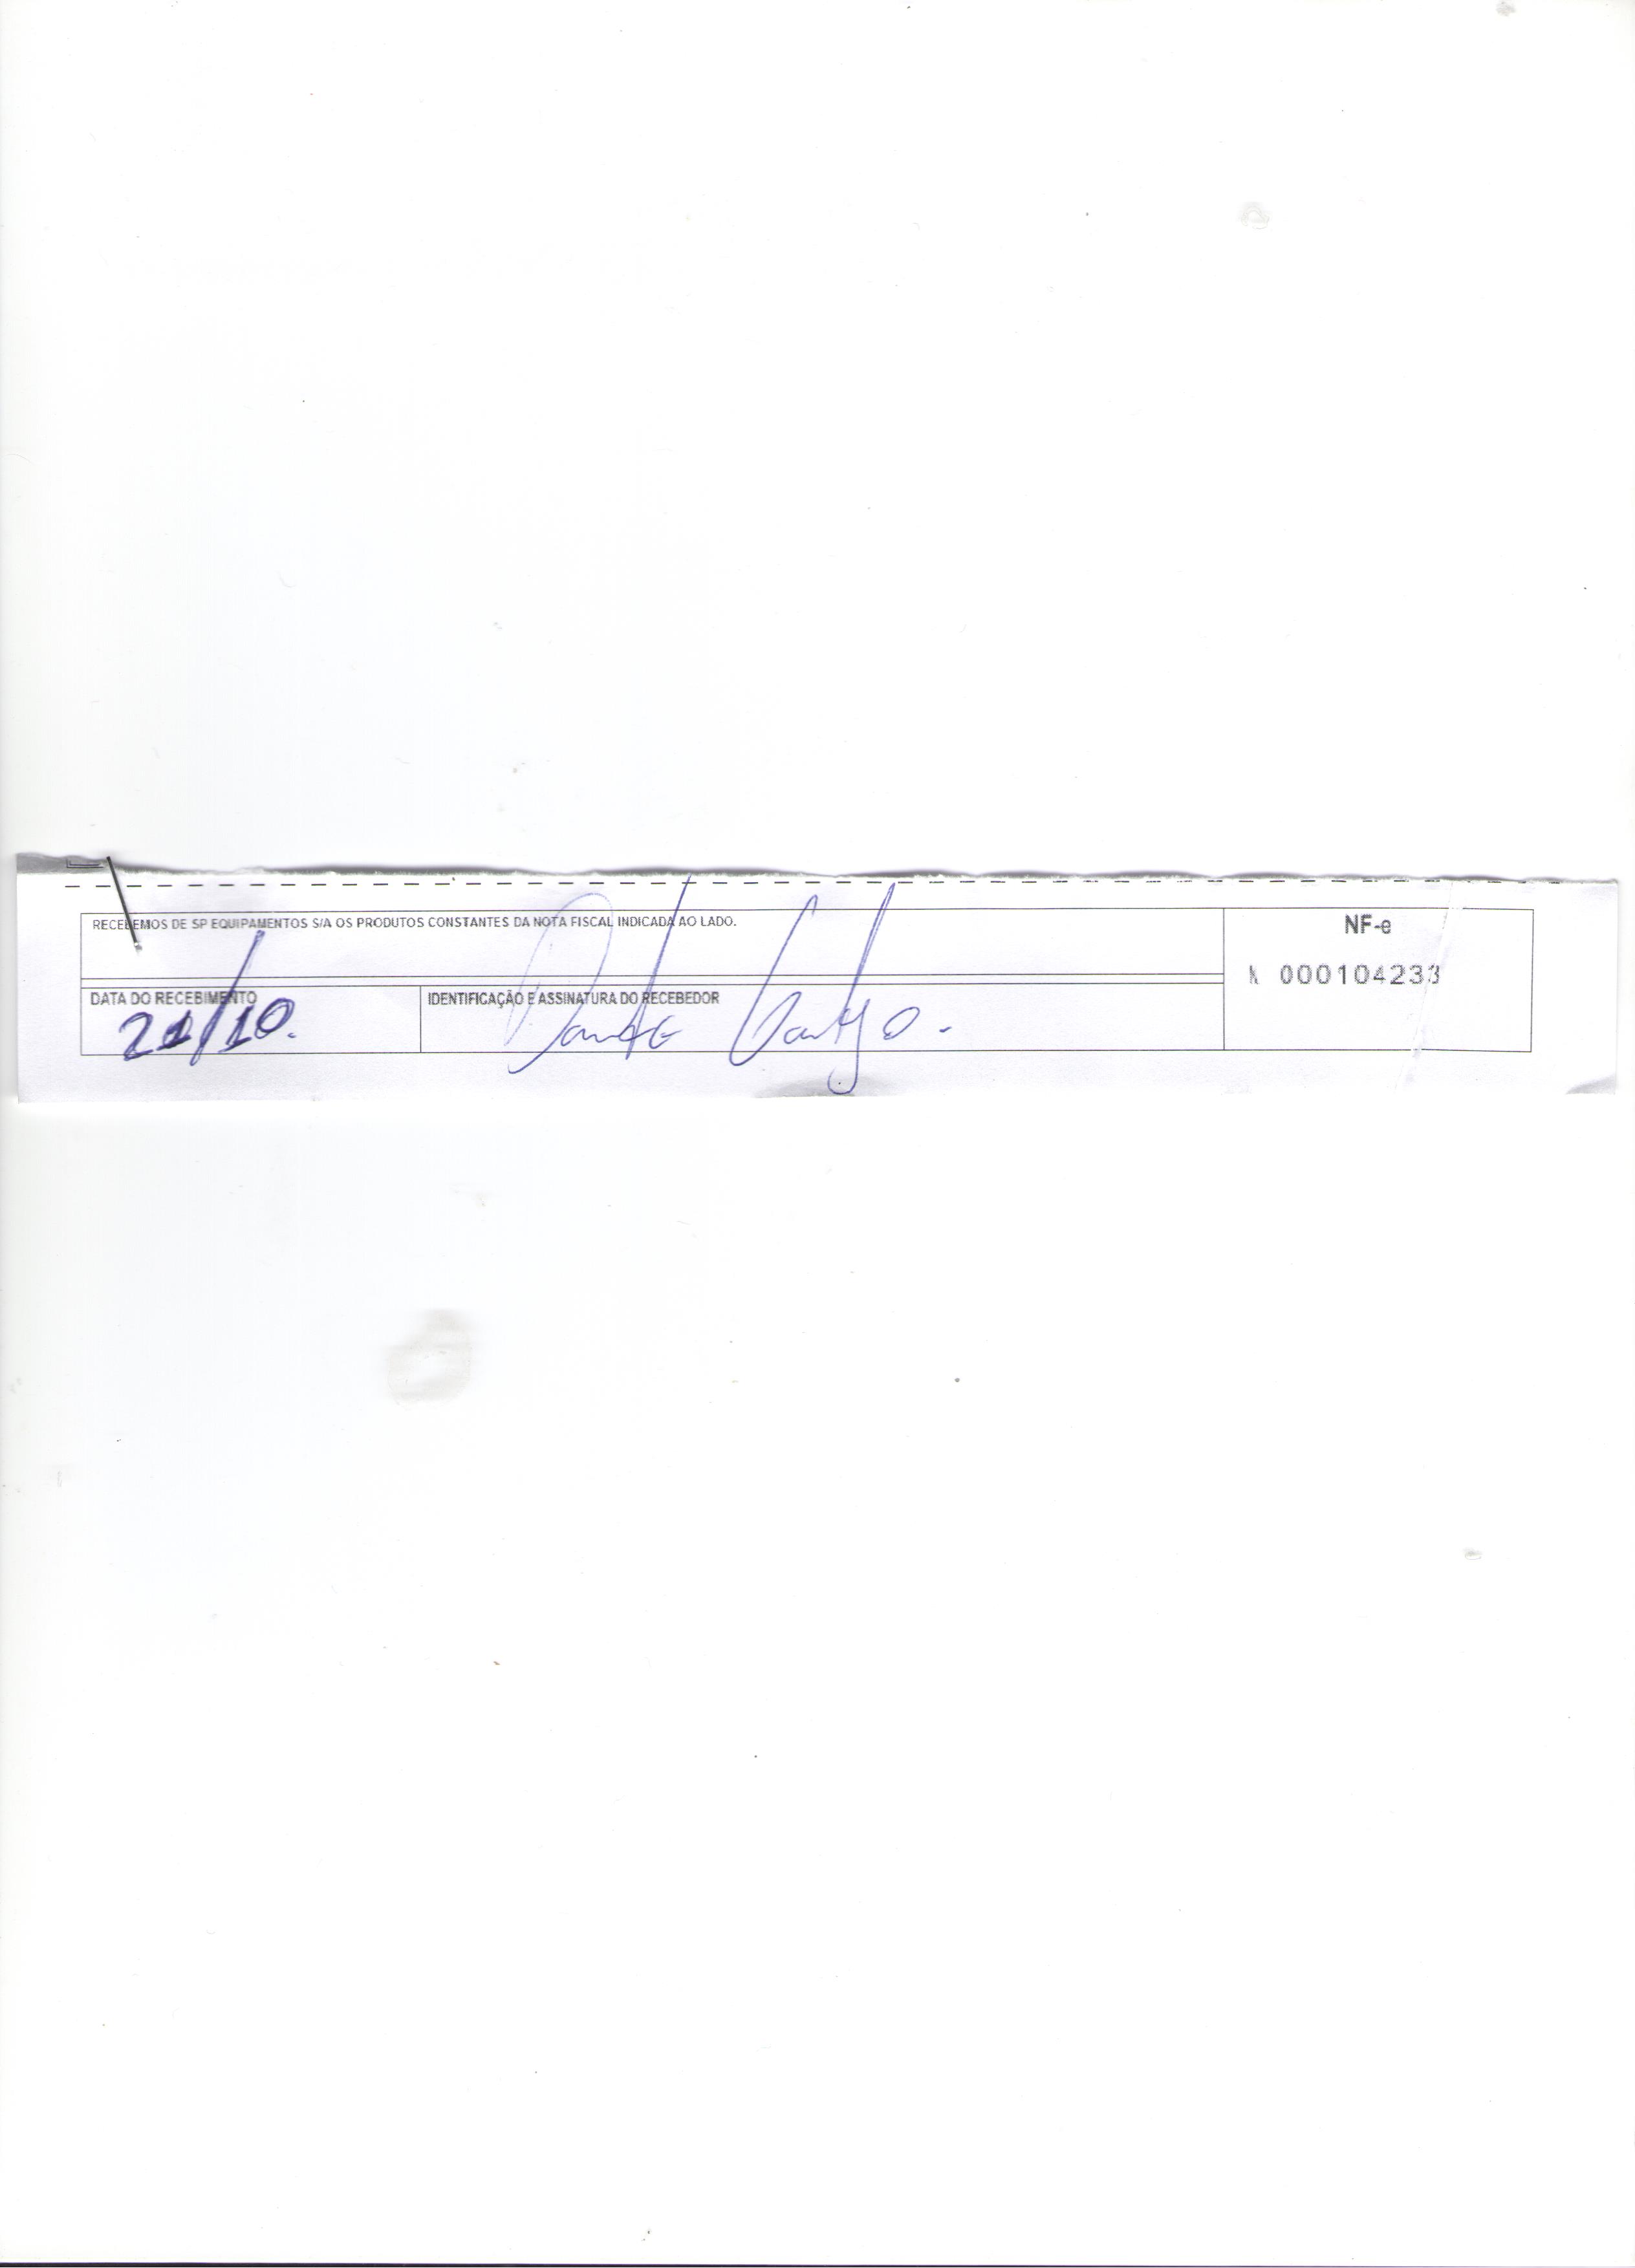 RECEBEMOS DE SP EQUIPAMENTOS S/A OS PRODUTOS CONSTANTES DA NOTA FISCAL INDICADA AO LADO.
NF-e
N 000104233
DATA DO RECEBIMENTO
21/10.
IDENTIFICAÇÃO E ASSINATURA DO RECEBEDOR